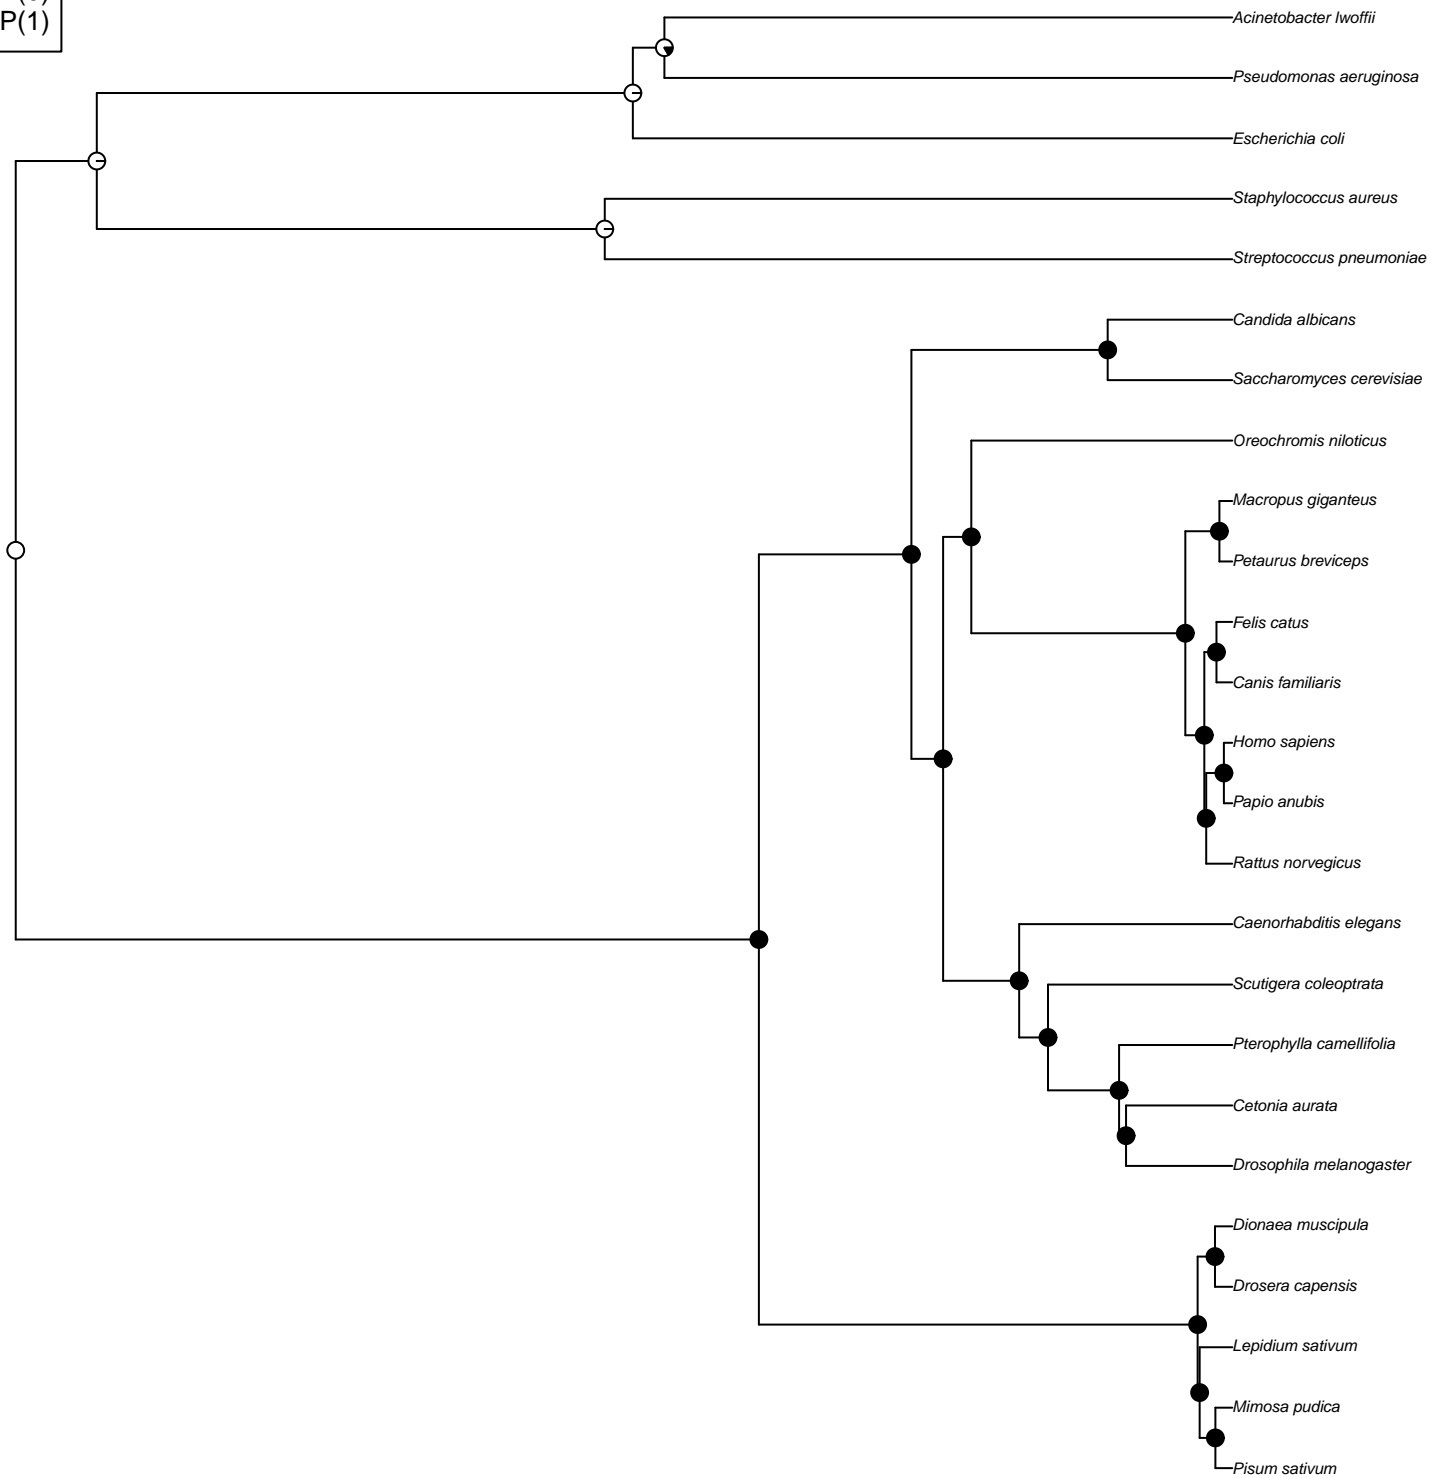 P(1)
Acinetobacter lwoffii
Pseudomonas aeruginosa
Escherichia coli
Staphylococcus aureus
Streptococcus pneumoniae
Candida albicans
Saccharomyces cerevisiae
Oreochromis niloticus
Macropus giganteus
Petaurus breviceps
Felis catus
Canis familiaris
Homo sapiens
Papio anubis
Rattus norvegicus
Caenorhabditis elegans
Scutigera coleoptrata
Pterophylla camellifolia
Cetonia aurata
Drosophila melanogaster
Dionaea muscipula
Drosera capensis
Lepidium sativum
Mimosa pudica
Pisum sativum